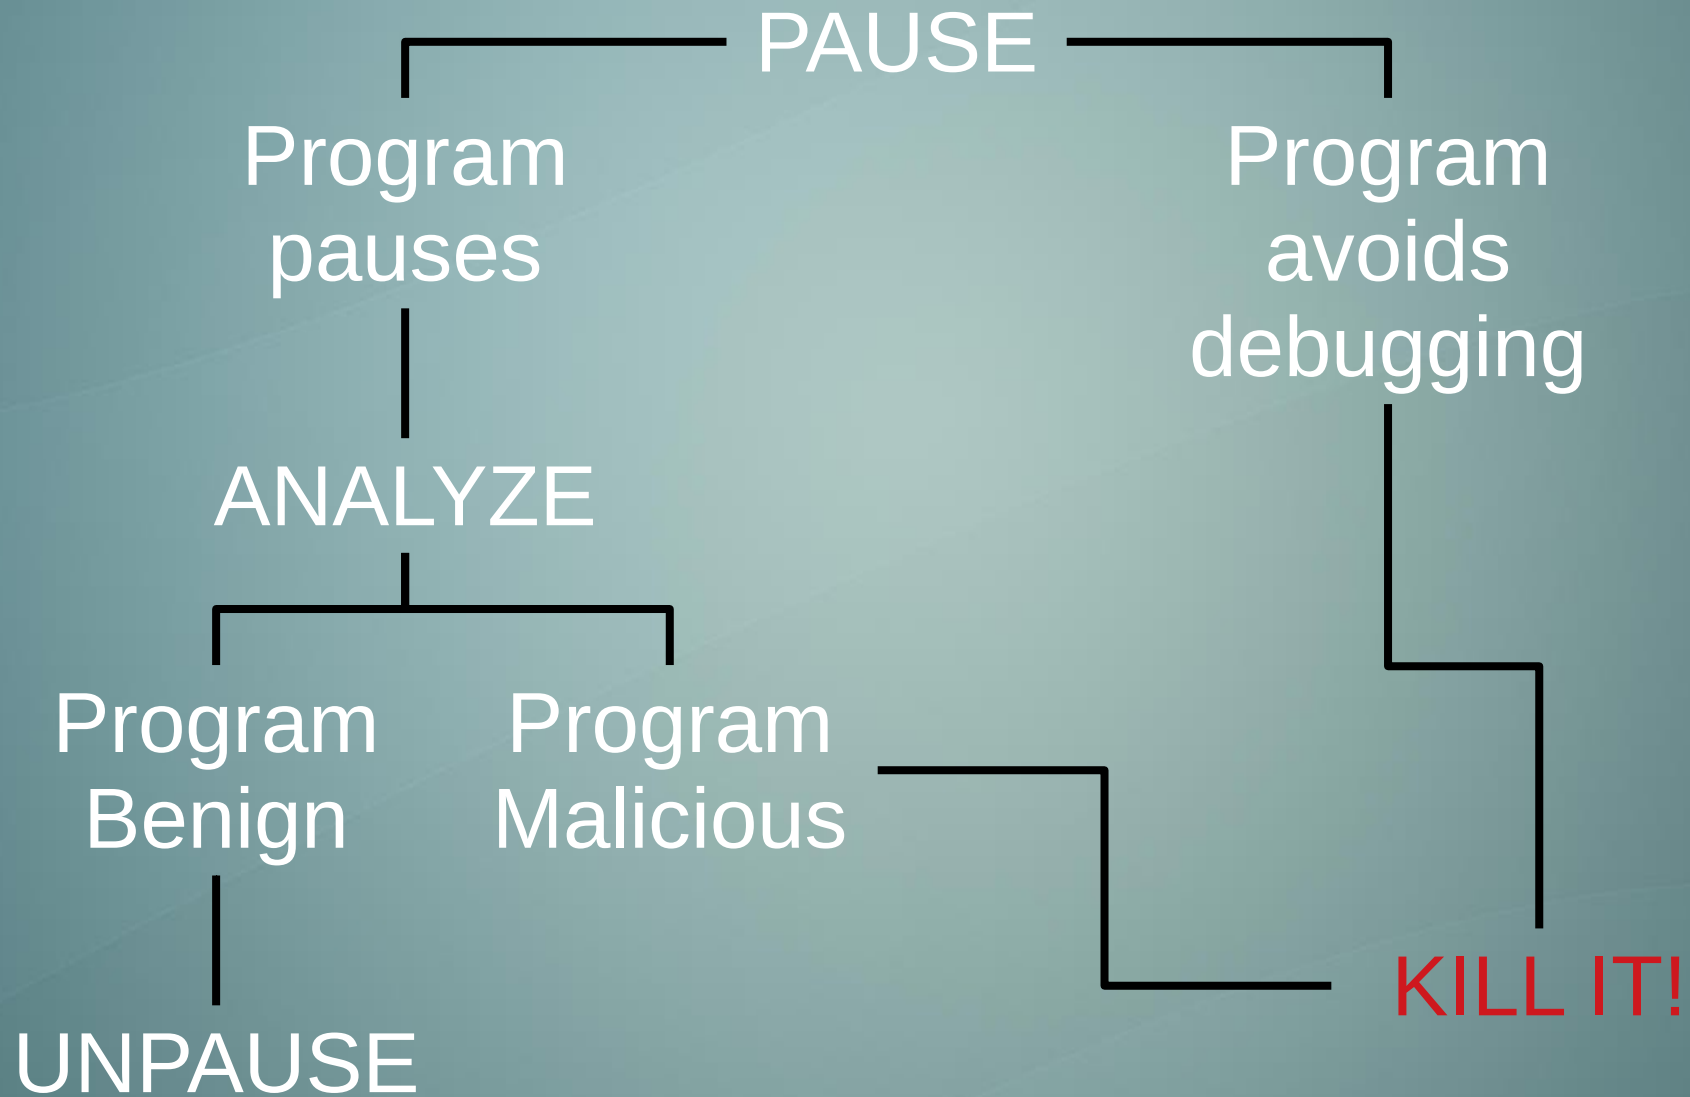 PAUSE
Program
pauses
Program
avoids
debugging
ANALYZE
Program
Benign
Program
Malicious
KILL IT!
UNPAUSE